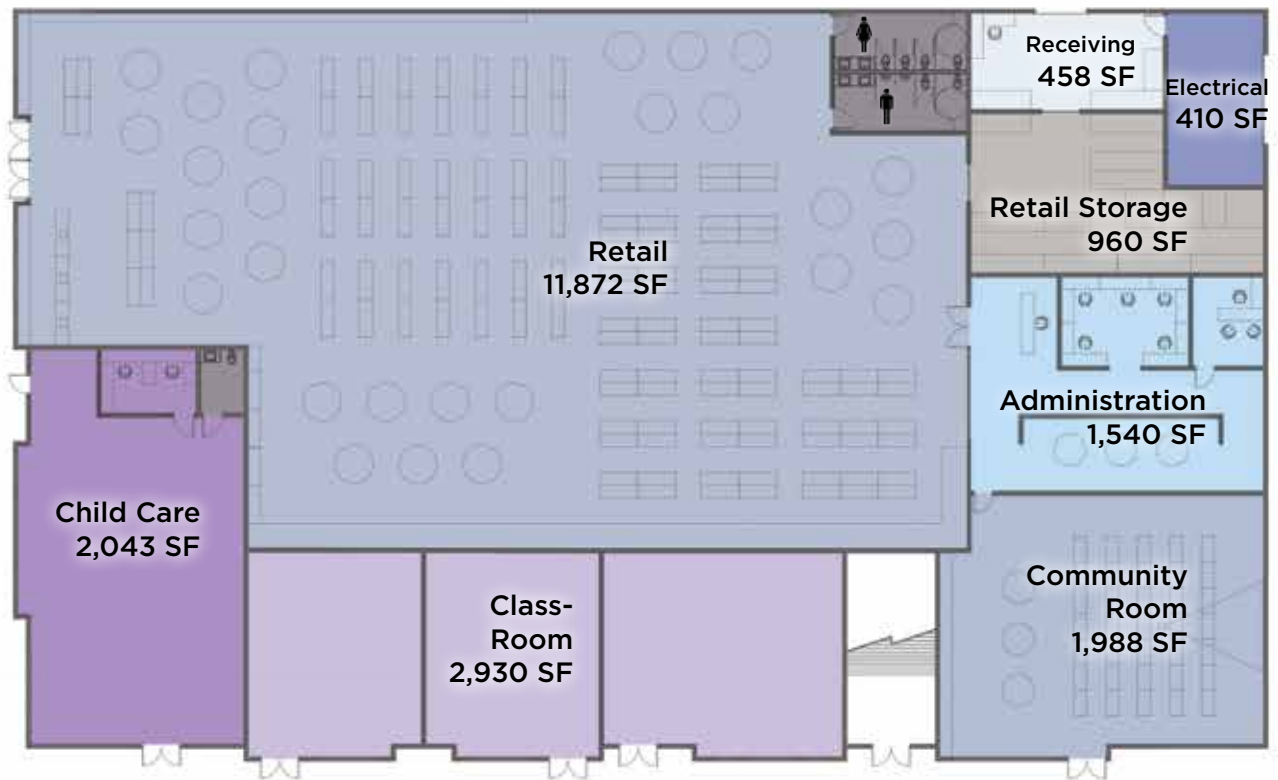 Receiving
458 SF
Electrical
410 SF
Retail Storage
960 SF
Retail
11,872 SF
Administration
1,540 SF
Child Care
2,043 SF
Class-
Room
2,930 SF
Community
Room
1,988 SF